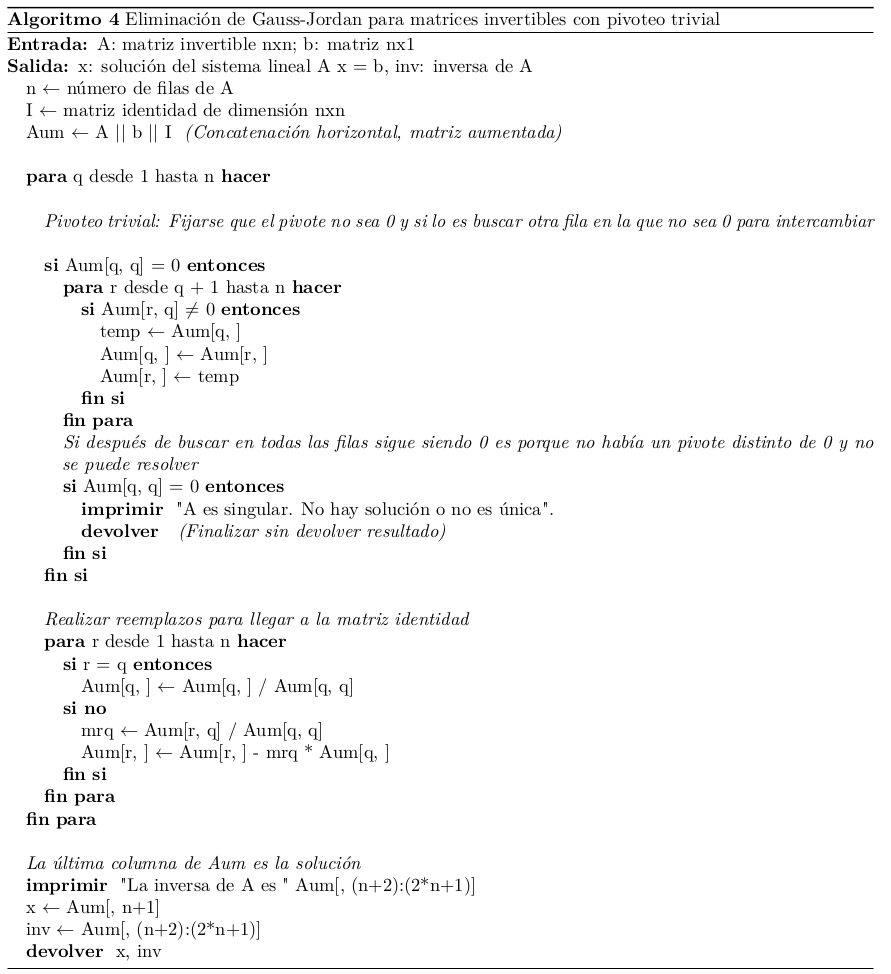 Algoritmo 4 Eliminación de Gauss-Jordan para matrices invertibles con pivoteo trivial
Entrada: A: matriz invertible nxn; b: matriz nx1
Salida: x: solución del sistema lineal A x = b, inv: inversa de A
n ← número de filas de A
I ← matriz identidad de dimensión nxn
Aum ← A || b || I (Concatenación horizontal, matriz aumentada)
para q desde 1 hasta n hacer
Pivoteo trivial: Fijarse que el pivote no sea 0 y si lo es buscar otra fila en la que no sea 0 para intercambiar
si Aum[q, q] = 0 entonces
para r desde q + 1 hasta n hacer
si Aum[r, q] ≠ 0 entonces
temp ← Aum[q, ]
Aum[q, ] ← Aum[r, ]
Aum[r, ] ← temp
fin si
fin para
Si después de buscar en todas las filas sigue siendo 0 es porque no había un pivote distinto de 0 y no
se puede resolver
si Aum[q, q] = 0 entonces
imprimir "A es singular. No hay solución o no es única".
devolver (Finalizar sin devolver resultado)
fin si
fin si
Realizar reemplazos para llegar a la matriz identidad
para r desde 1 hasta n hacer
si r = q entonces
Aum[q, ] ← Aum[q, ] / Aum[q, q]
si no
mrq ← Aum[r, q] / Aum[q, q]
Aum[r, ] ← Aum[r, ] - mrq * Aum[q, ]
fin si
fin para
fin para
La última columna de Aum es la solución
imprimir "La inversa de A es " Aum[, (n+2):(2*n+1)]
x ← Aum[, n+1]
inv ← Aum[, (n+2):(2*n+1)]
devolver x, inv